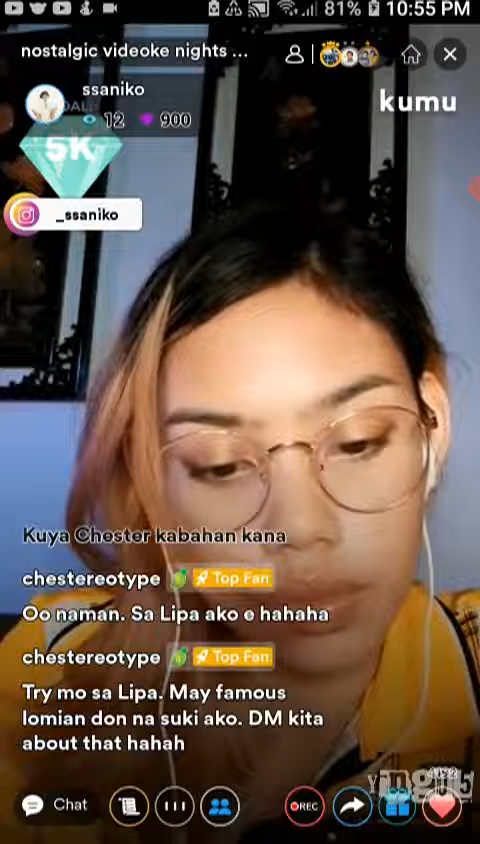 81% 10:55 PM
nostalgic videoke nights ...
ssaniko
12 900
kumu
5K
_ssaniko
Kuya Chester kabahan kana
chestereotype Top Fan
Oo naman. Sa Lipa ako e hahaha
chestereotype Top Fan
Try mo sa Lipa. May famous
lomian don na suki ako. DM kita
about that hahah
Chat
REC